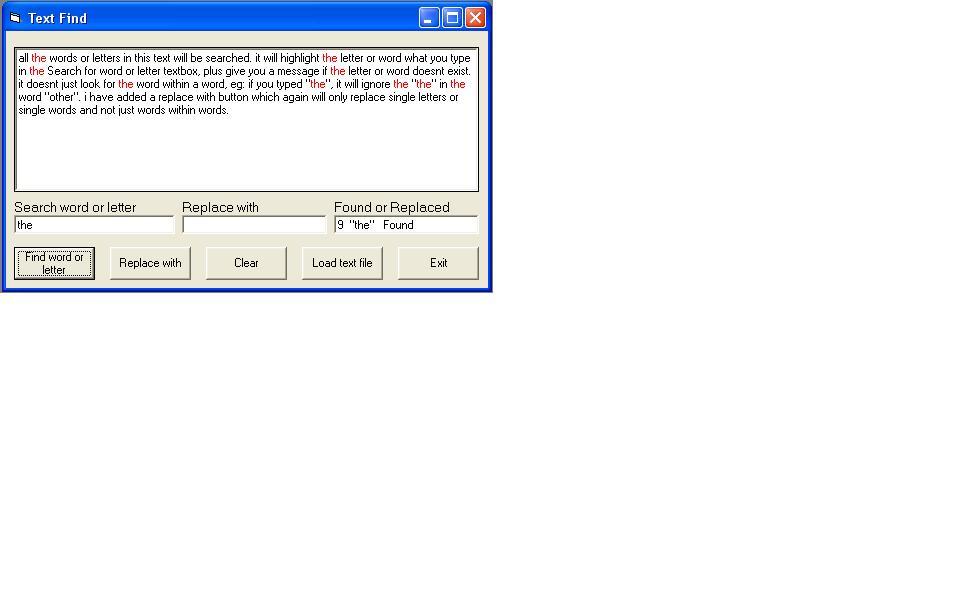 Text Find
all the words or letters in this text will be searched. it will highlight the letter or word what you type
in the Search for word or letter textbox, plus give you a message if the letter or word doesnt exist.
it doesnt just look for the word within a word, eg: if you typed "the", it will ignore the "the" in the
word "other". i have added a replace with button which again will only replace single letters or
single words and not just words within words.
Search word or letter Replace with Found or Replaced
the 9 "the" Found
Find word or
letter
Replace with Clear Load text file Exit